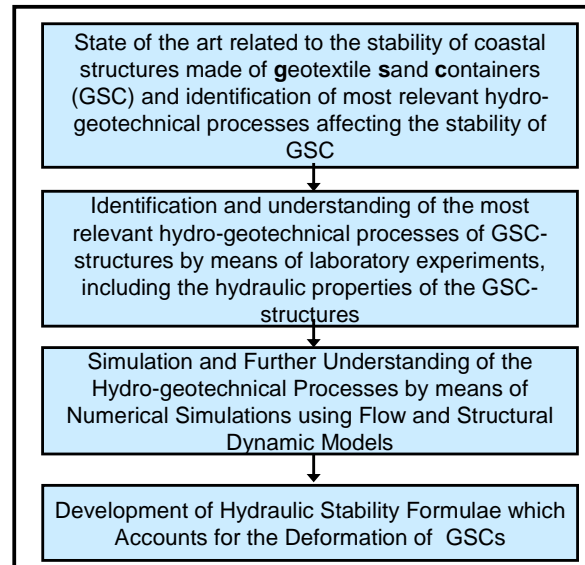 State of the art related to the stability of coastal
structures made of geotextile sand containers
(GSC) and identification of most relevant hydro-
geotechnical processes affecting the stability of
GSC
Identification and understanding of the most
relevant hydro-geotechnical processes of GSC-
structures by means of laboratory experiments,
including the hydraulic properties of the GSC-
structures
Simulation and Further Understanding of the
Hydro-geotechnical Processes by means of
Numerical Simulations using Flow and Structural
Dynamic Models
Development of Hydraulic Stability Formulae which
Accounts for the Deformation of GSCs